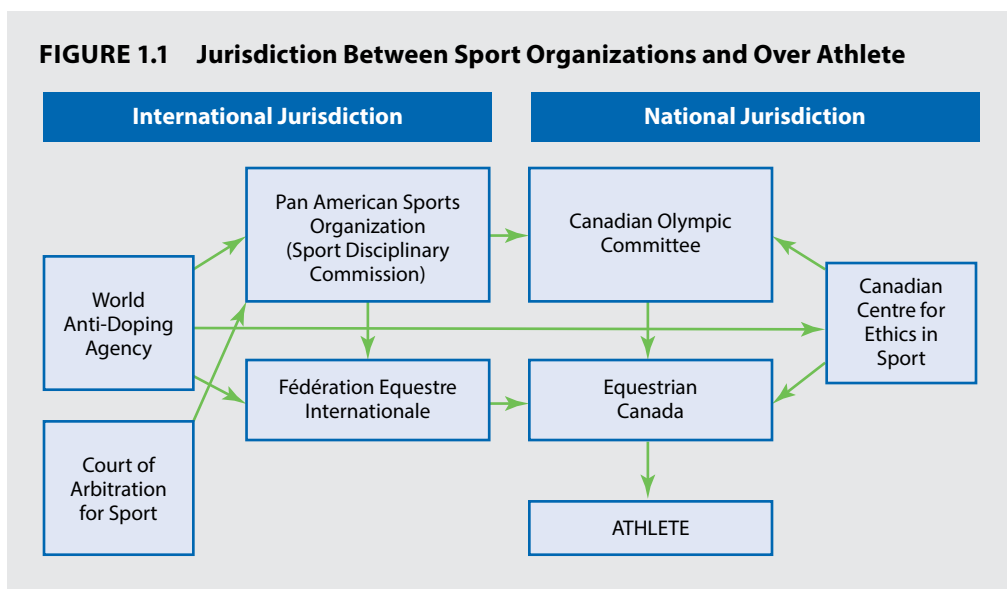 FIGURE 1.1 Jurisdiction Between Sport Organizations and Over Athlete
International Jurisdiction
National Jurisdiction
Pan American Sports
Organization
(Sport Disciplinary
Commission)
Canadian Olympic
Committee
World
Anti-Doping
Agency
Canadian
Centre for
Ethics in
Sport
Fédération Equestre
Internationale
Equestrian
Canada
Court of
Arbitration
for Sport
ATHLETE